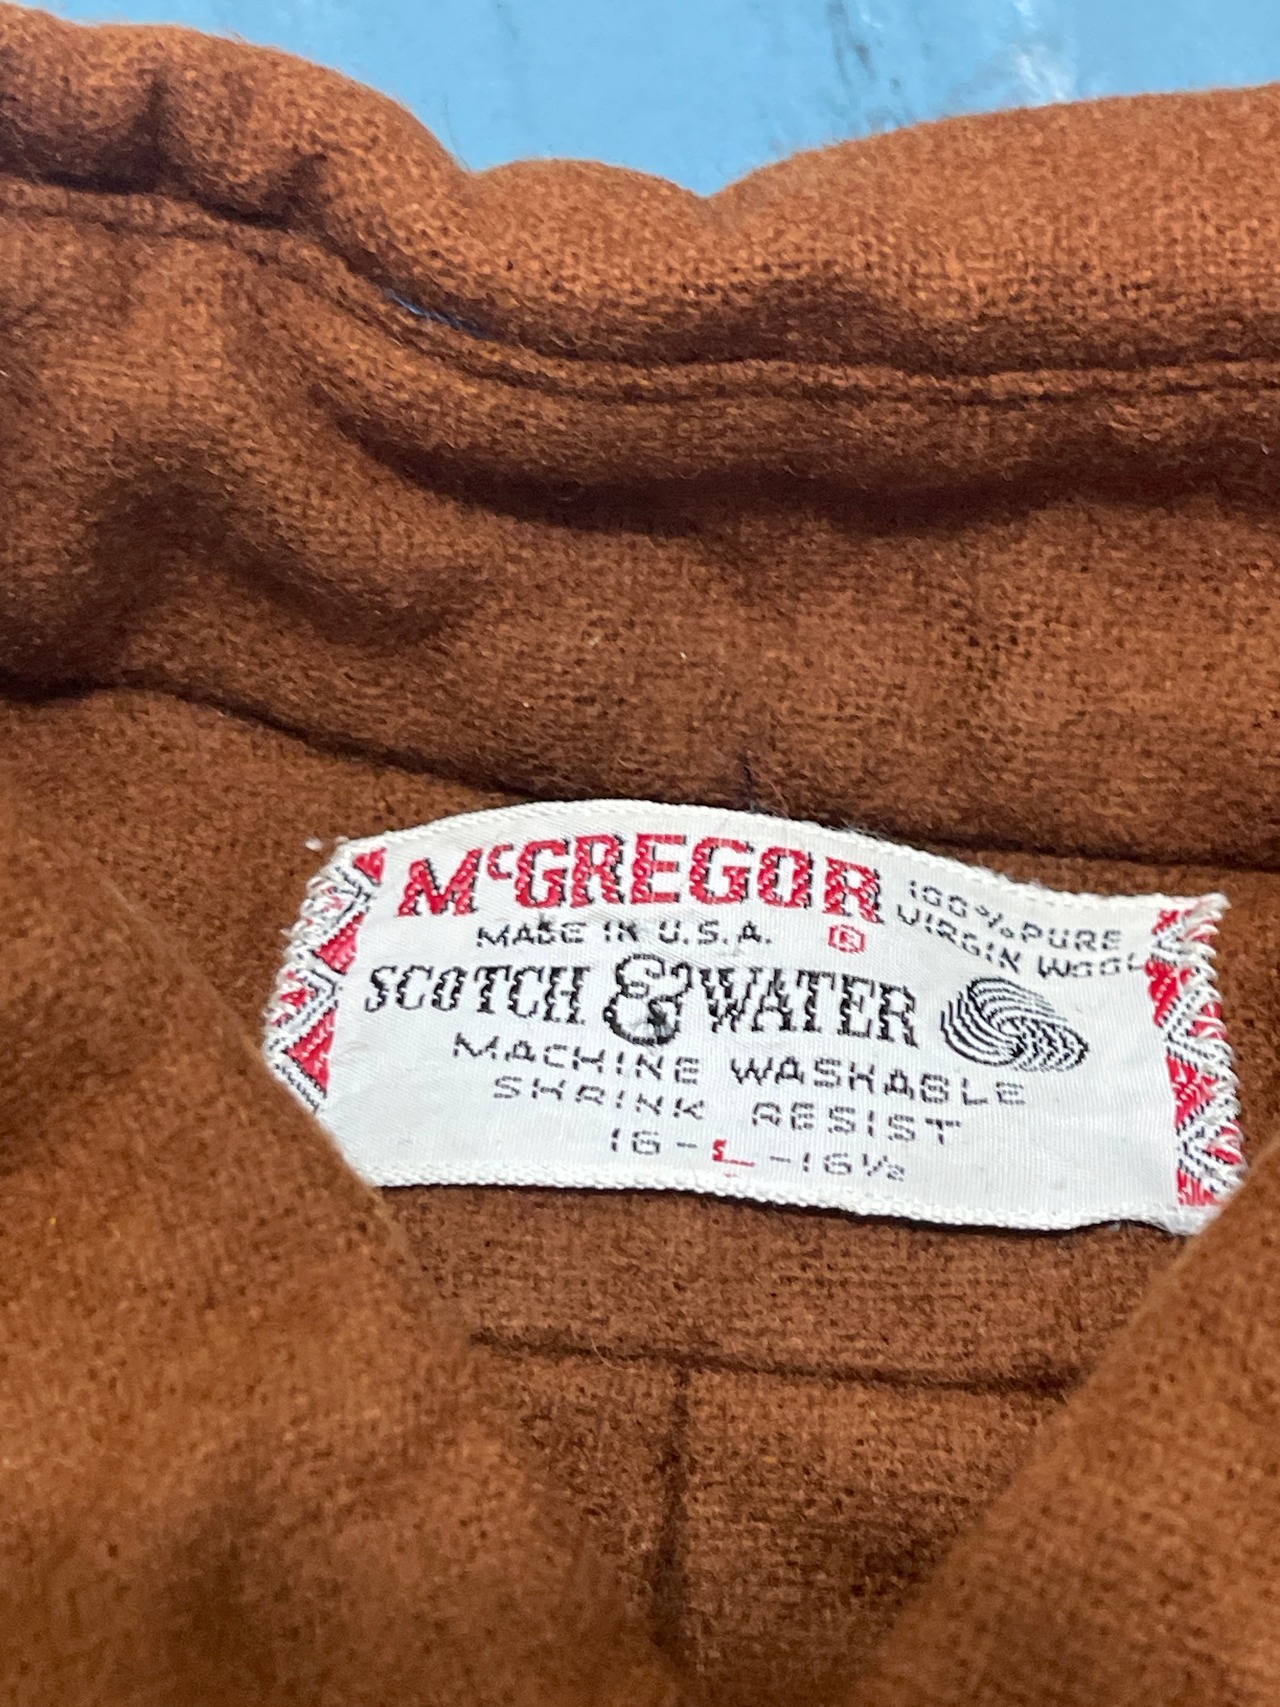 McGREGOR
100% PURE
VIRGIN WOOL
MADE IN U.S.A. ®
SCOTCH & WATER
MACHINE WASHABLE
SHRINK RESIST
16-L-16½